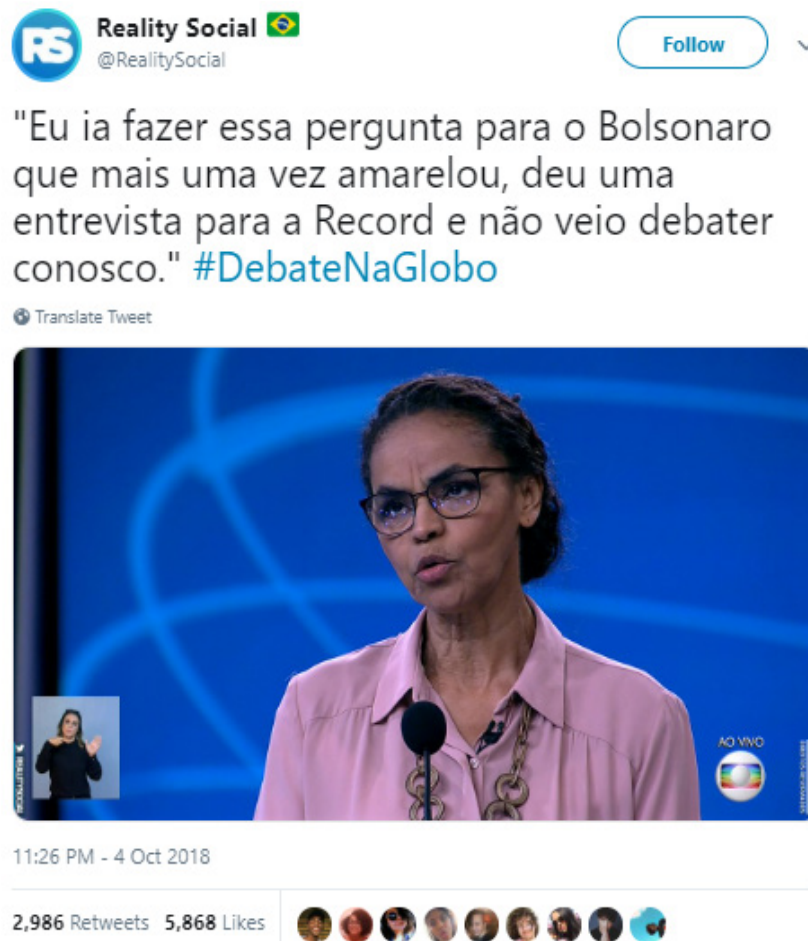 RS
Reality Social
@RealitySocial
Follow
"Eu ia fazer essa pergunta para o Bolsonaro
que mais uma vez amarelou, deu uma
entrevista para a Record e não veio debater
conosco." #DebateNaGlobo
Translate Tweet
AO VIVO
11:26 PM - 4 Oct 2018
2,986 Retweets 5,868 Likes